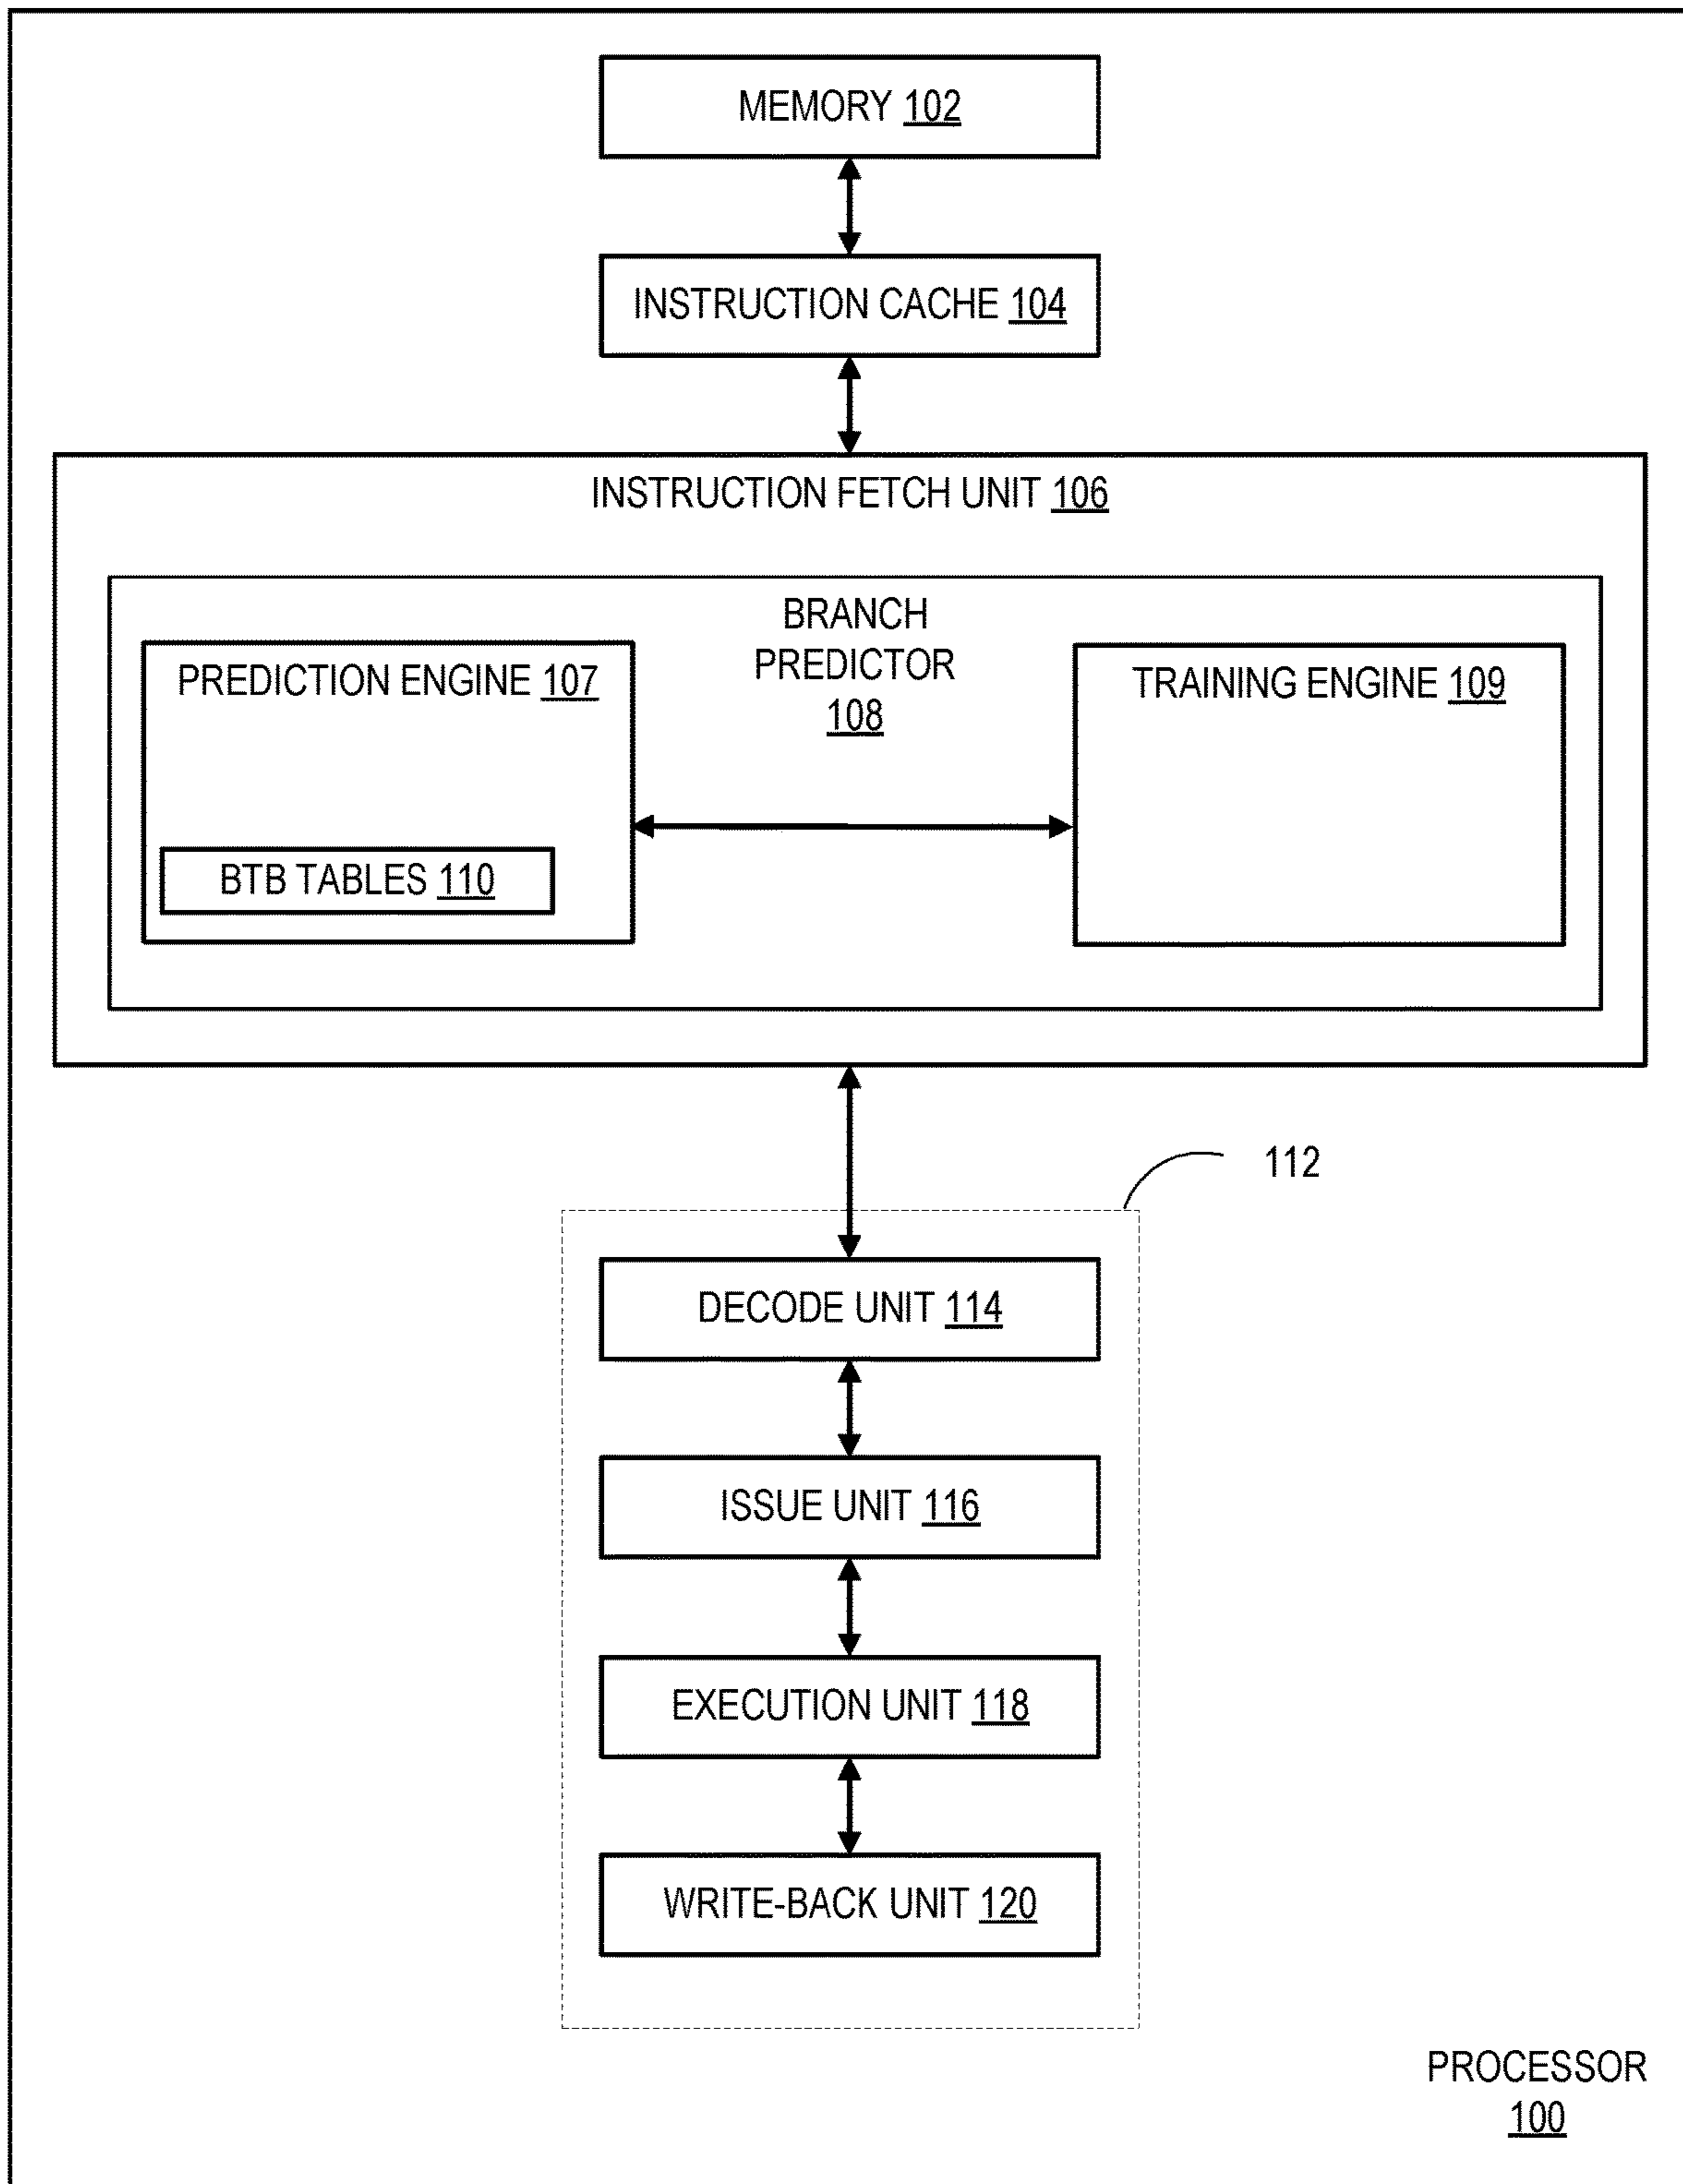 MEMORY 102
INSTRUCTION CACHE 104
INSTRUCTION FETCH UNIT 106
BRANCH
PREDICTOR
108
PREDICTION ENGINE 107
TRAINING ENGINE 109
BTB TABLES 110
112
DECODE UNIT 114
ISSUE UNIT 116
EXECUTION UNIT 118
WRITE-BACK UNIT 120
PROCESSOR
100